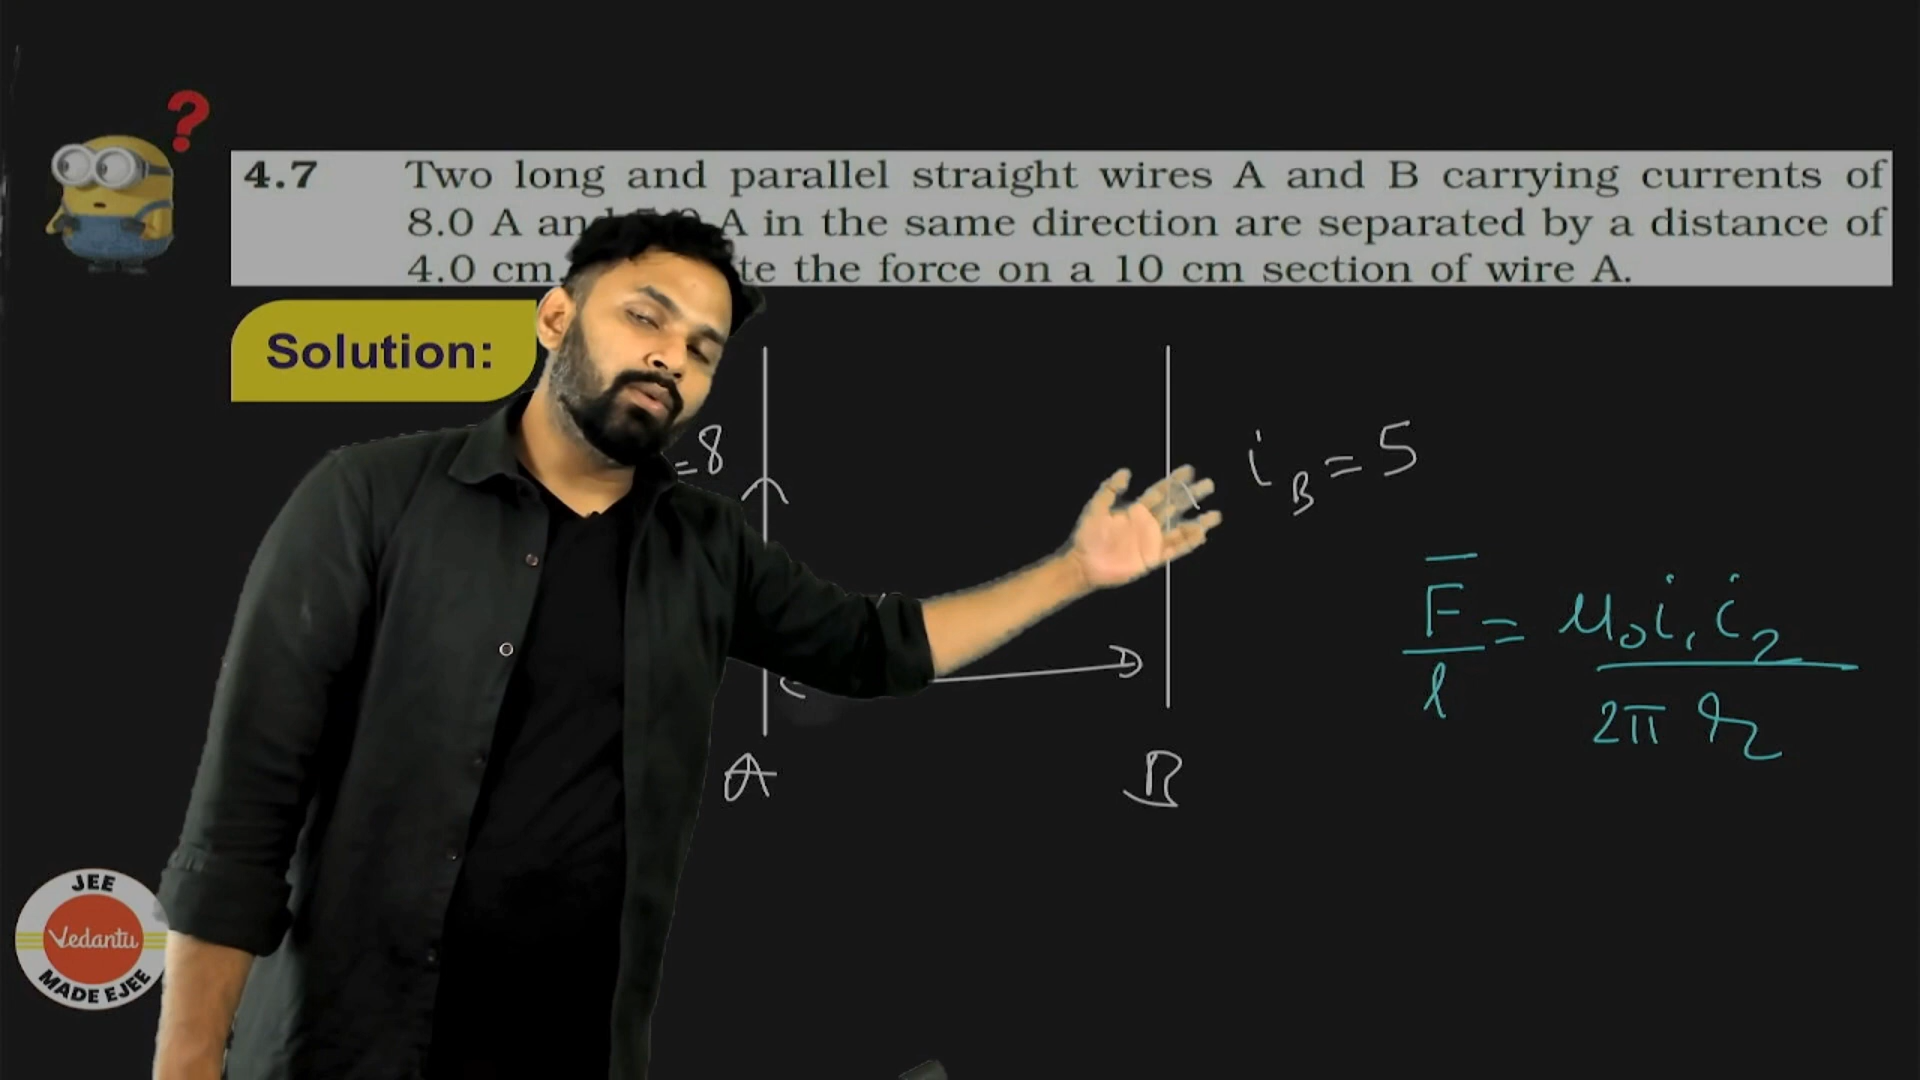 ?
4.7 Two long and parallel straight wires A and B carrying currents of
8.0 A an A in the same direction are separated by a distance of
4.0 cm. te the force on a 10 cm section of wire A.
Solution:
=8
i_B = 5
F/l = μ₀i₁i₂/2π r
A
B
JEE
Vedantu
MADE EJEE